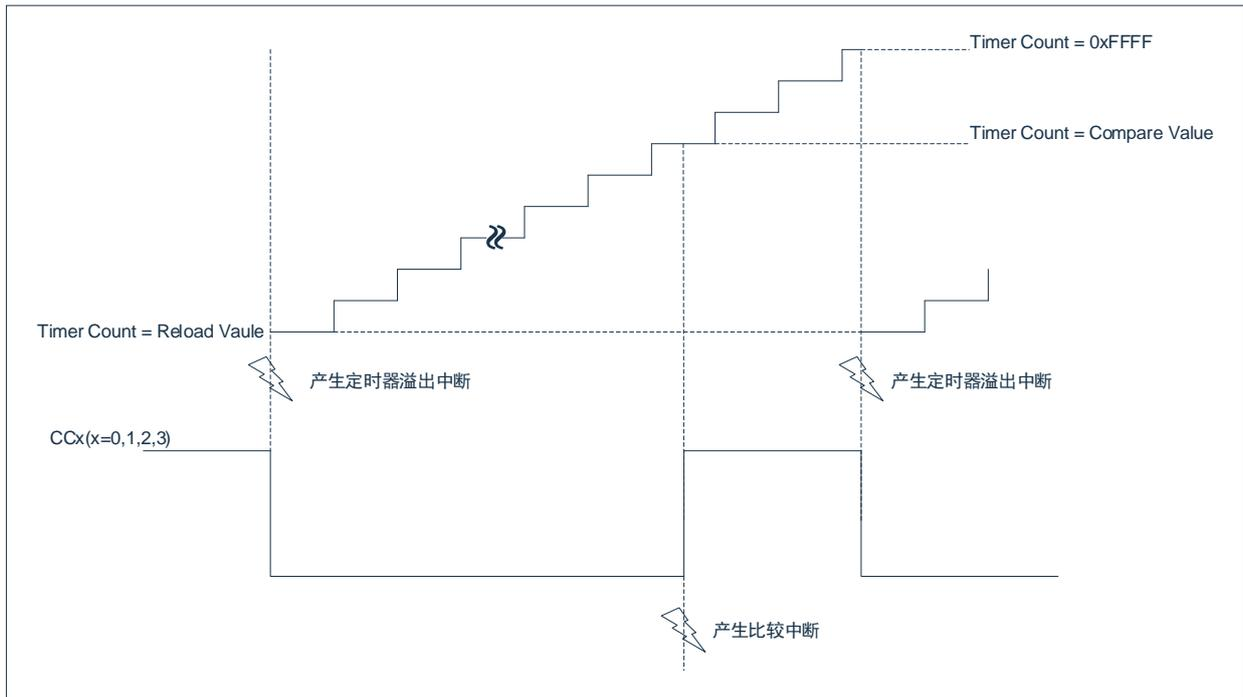 Timer Count = 0xFFFF
Timer Count = Compare Value
Timer Count = Reload Vaule
产生定时器溢出中断
产生定时器溢出中断
CCx(x=0,1,2,3)
产生比较中断